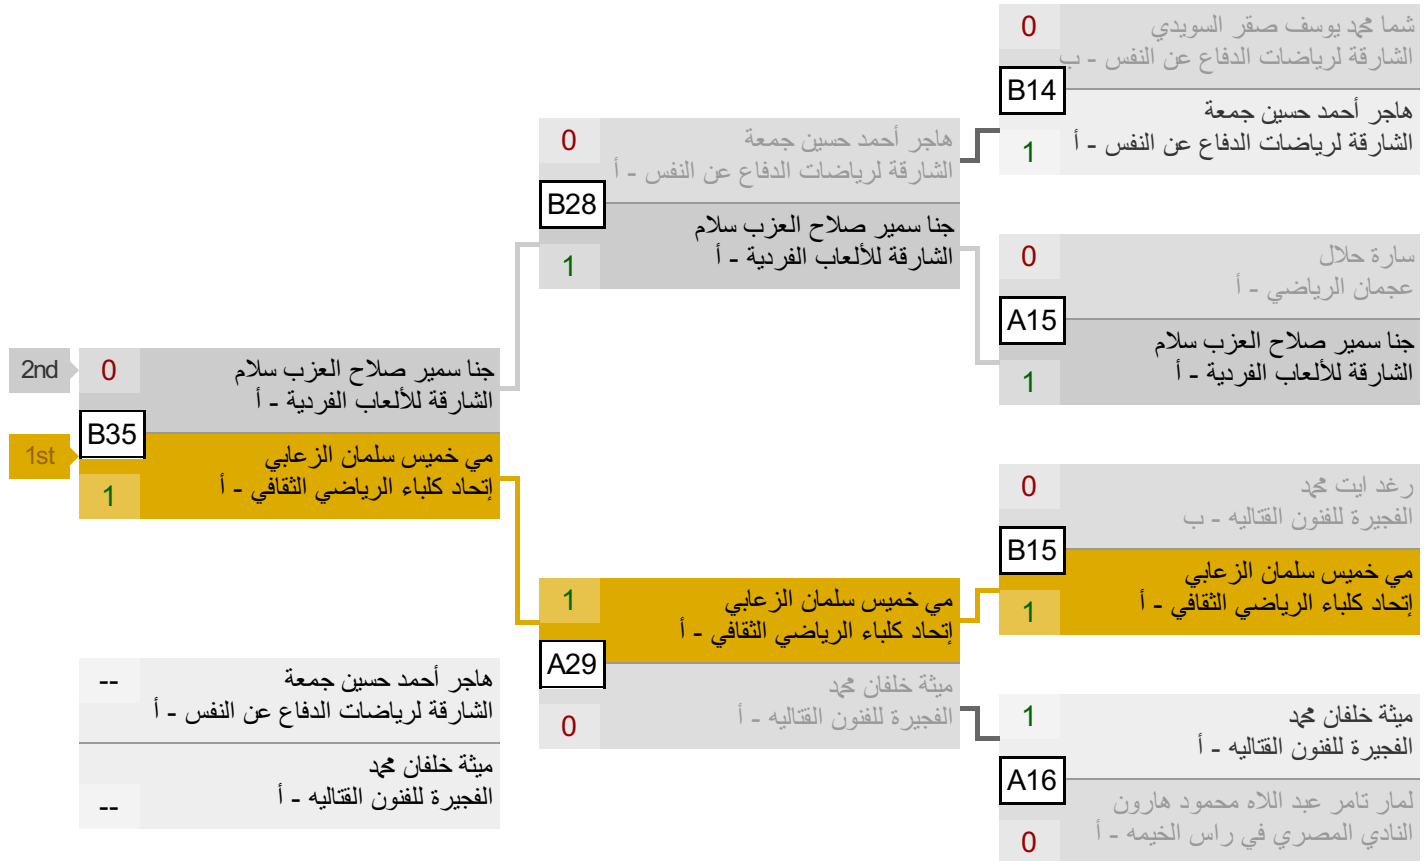 0
شما محمد يوسف صقر السويدي
الشارقة لرياضات الدفاع عن النفس - ب
B14
هاجر أحمد حسين جمعة
الشارقة لرياضات الدفاع عن النفس - أ
1
0
هاجر أحمد حسين جمعة
الشارقة لرياضات الدفاع عن النفس - أ
B28
جنا سمير صلاح العزب سلام
الشارقة للألعاب الفردية - أ
1
0
سارة حلال
عجمان الرياضي - أ
A15
جنا سمير صلاح العزب سلام
الشارقة للألعاب الفردية - أ
1
2nd
0
جنا سمير صلاح العزب سلام
الشارقة للألعاب الفردية - أ
B35
1st
مي خميس سلمان الزعابي
إتحاد كلباء الرياضي الثقافي - أ
1
0
رغد ايت محمد
الفجيرة للفنون القتاليه - ب
B15
مي خميس سلمان الزعابي
إتحاد كلباء الرياضي الثقافي - أ
1
1
مي خميس سلمان الزعابي
إتحاد كلباء الرياضي الثقافي - أ
A29
ميثة خلفان محمد
الفجيرة للفنون القتاليه - أ
0
--
هاجر أحمد حسين جمعة
الشارقة لرياضات الدفاع عن النفس - أ
ميثة خلفان محمد
الفجيرة للفنون القتاليه - أ
--
1
ميثة خلفان محمد
الفجيرة للفنون القتاليه - أ
A16
لمار تامر عبد اللاه محمود هارون
النادي المصري في راس الخيمه - أ
0